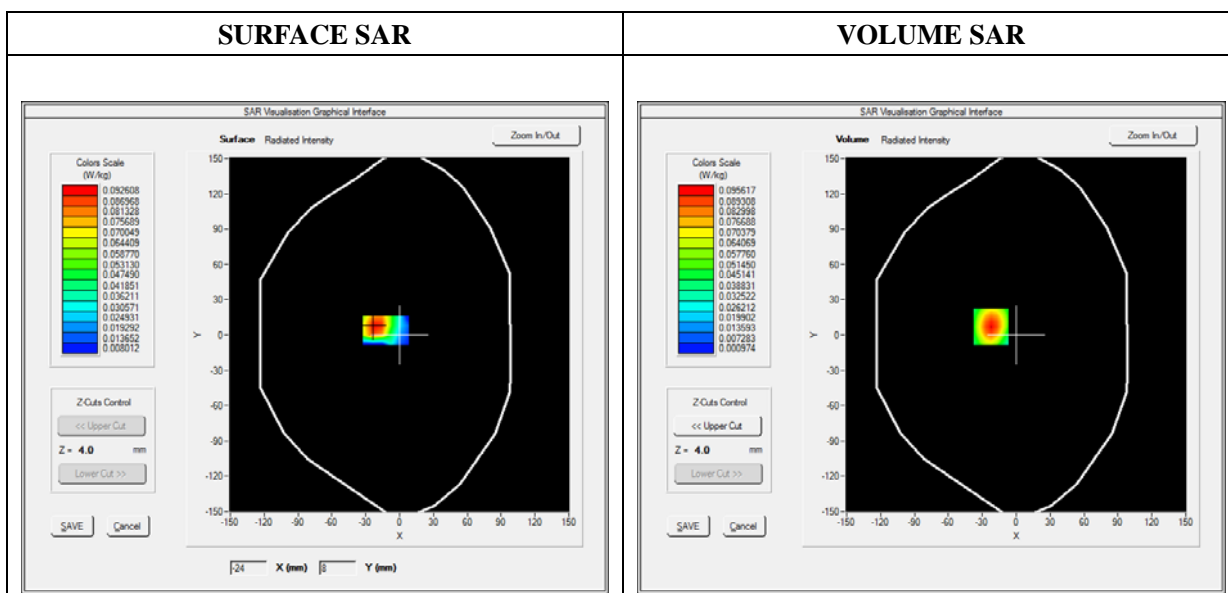 SURFACE SAR
VOLUME SAR
SAR Visualisation Graphical Interface
Surface Radiated Intensity
Zoom In/Out
Colors Scale
(W/kg)
0.092608
0.086968
0.081328
0.075689
0.070049
0.064409
0.058770
0.053130
0.047490
0.041851
0.036211
0.030571
0.024931
0.019292
0.013652
0.008012
Z-Cuts Control
<< Upper Cut
Z = 4.0 mm
Lower Cut >>
SAVE Cancel
150
120
90
60
30
0
-30
-60
-90
-120
-150
Y
-150 -120 -90 -60 -30 0 30 60 90 120 150
X
-24 X (mm) 8 Y (mm)
SAR Visualisation Graphical Interface
Volume Radiated Intensity
Zoom In/Out
Colors Scale
(W/kg)
0.095617
0.089308
0.082998
0.076688
0.070379
0.064069
0.057760
0.051450
0.045141
0.038831
0.032522
0.026212
0.019902
0.013593
0.007283
0.000974
Z-Cuts Control
<< Upper Cut
Z = 4.0 mm
Lower Cut >>
SAVE Cancel
150
120
90
60
30
0
-30
-60
-90
-120
-150
Y
-150 -120 -90 -60 -30 0 30 60 90 120 150
X